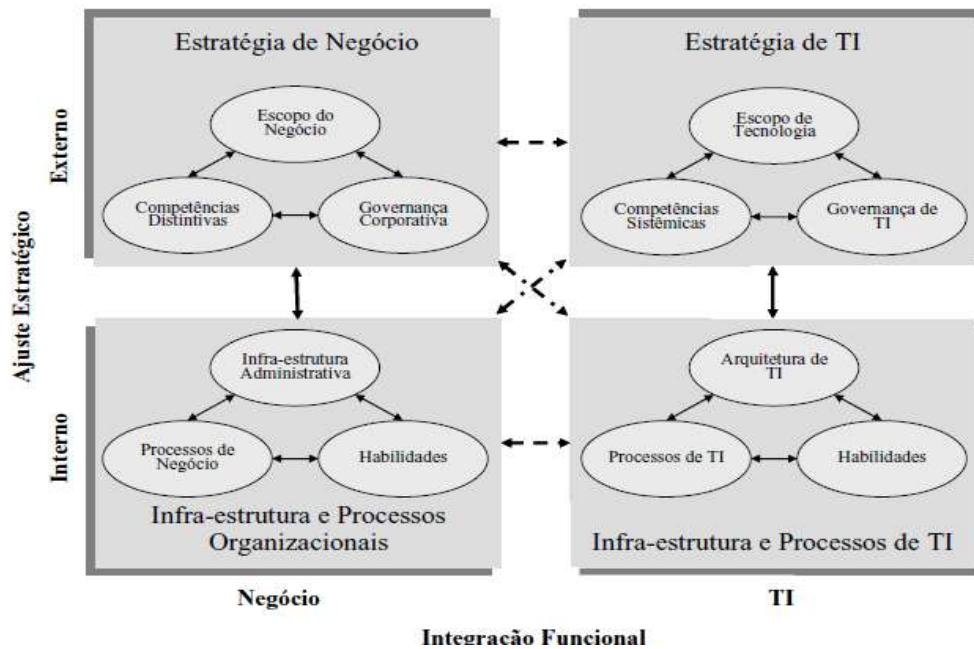 Estratégia de Negócio
Escopo do
Negócio
Competências
Distintivas
Governança
Corporativa
Estratégia de TI
Escopo de
Tecnólogia
Competências
Sistêmicas
Governança de
TI
Externo
Ajuste Estratégico
Interno
Infra-estrutura
Administrativa
Processos de
Negócio
Habilidades
Infra-estrutura e Processos
Organizacionais
Arquitetura de
TI
Processos de TI
Habilidades
Infra-estrutura e Processos de TI
Negócio
TI
Integração Funcional